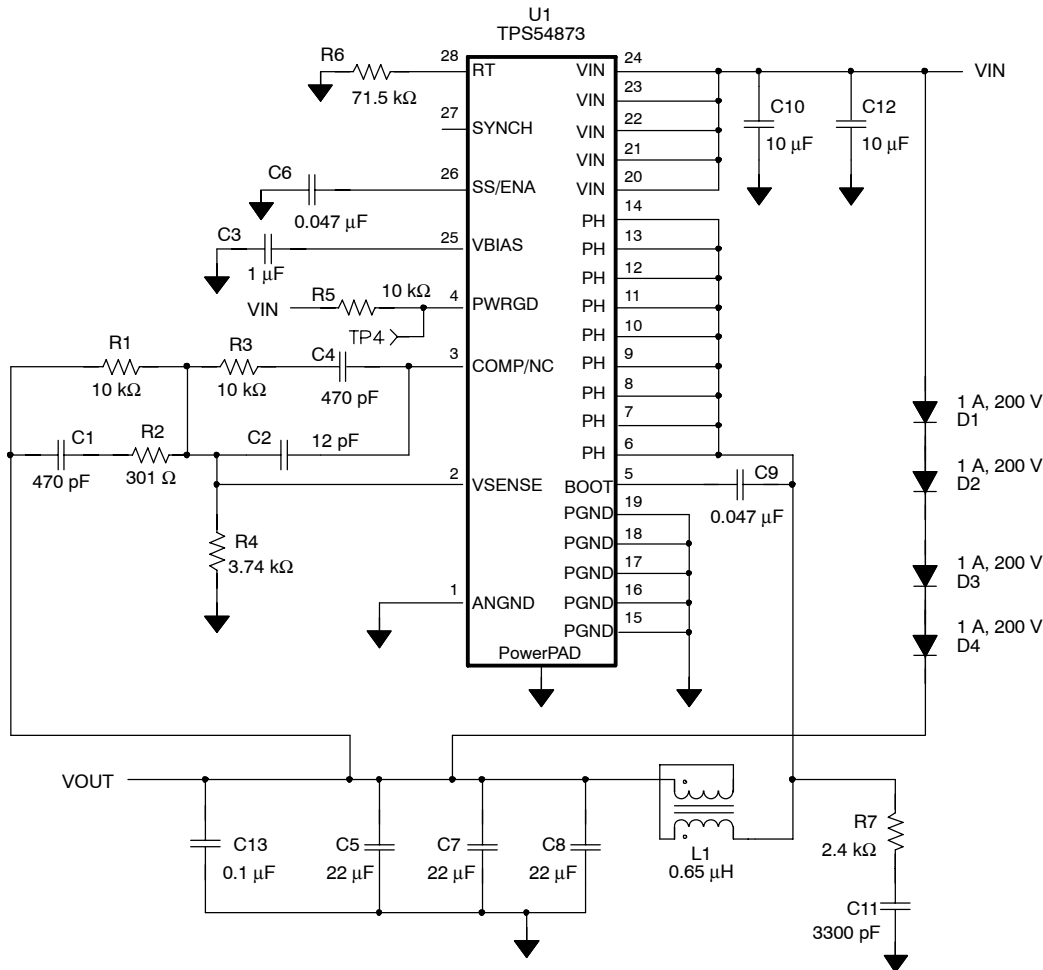 U1
TPS54873
R6
71.5 kΩ
28
RT
27
SYNCH
C6
0.047 μF
26
SS/ENA
C3
1 μF
25
VBIAS
VIN
R5
10 kΩ
TP4
4
PWRGD
R1
10 kΩ
R3
10 kΩ
C4
470 pF
3
COMP/NC
C1
470 pF
R2
301 Ω
C2
12 pF
2
VSENSE
R4
3.74 kΩ
1
ANGND
PowerPAD
VIN
24
VIN
23
VIN
22
VIN
21
VIN
20
PH
14
PH
13
PH
12
PH
11
PH
10
PH
9
PH
8
PH
7
PH
6
BOOT
5
PGND
19
PGND
18
PGND
17
PGND
16
PGND
15
VIN
C10
10 μF
C12
10 μF
C9
0.047 μF
1 A, 200 V
D1
1 A, 200 V
D2
1 A, 200 V
D3
1 A, 200 V
D4
VOUT
C13
0.1 μF
C5
22 μF
C7
22 μF
C8
22 μF
L1
0.65 μH
R7
2.4 kΩ
C11
3300 pF